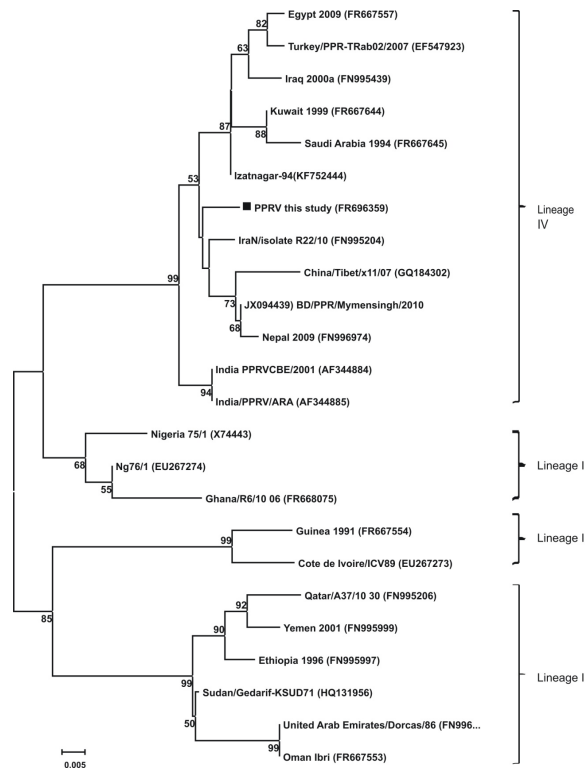 Egypt 2009 (FR667557)
82
Turkey/PPR-TRab02/2007 (EF547923)
63
Iraq 2000a (FN995439)
Kuwait 1999 (FR667644)
87
88
Saudi Arabia 1994 (FR667645)
Izatnagar-94(KF752444)
53
PPRV this study (FR696359)
Lineage
IV
IraN/isolate R22/10 (FN995204)
China/Tibet/x11/07 (GQ184302)
99
73
JX094439) BD/PPR/Mymensingh/2010
68
Nepal 2009 (FN996974)
India PPRVCBE/2001 (AF344884)
94
India/PPRV/ARA (AF344885)
Nigeria 75/1 (X74443)
68
Ng76/1 (EU267274)
Lineage I
55
Ghana/R6/10 06 (FR668075)
Guinea 1991 (FR667554)
99
Lineage I
Cote de Ivoire/ICV89 (EU267273)
Qatar/A37/10 30 (FN995206)
92
85
Yemen 2001 (FN995999)
90
Ethiopia 1996 (FN995997)
Lineage I
99
Sudan/Gedarif-KSUD71 (HQ131956)
50
United Arab Emirates/Dorcas/86 (FN996...
99
Oman Ibri (FR667553)
0.005